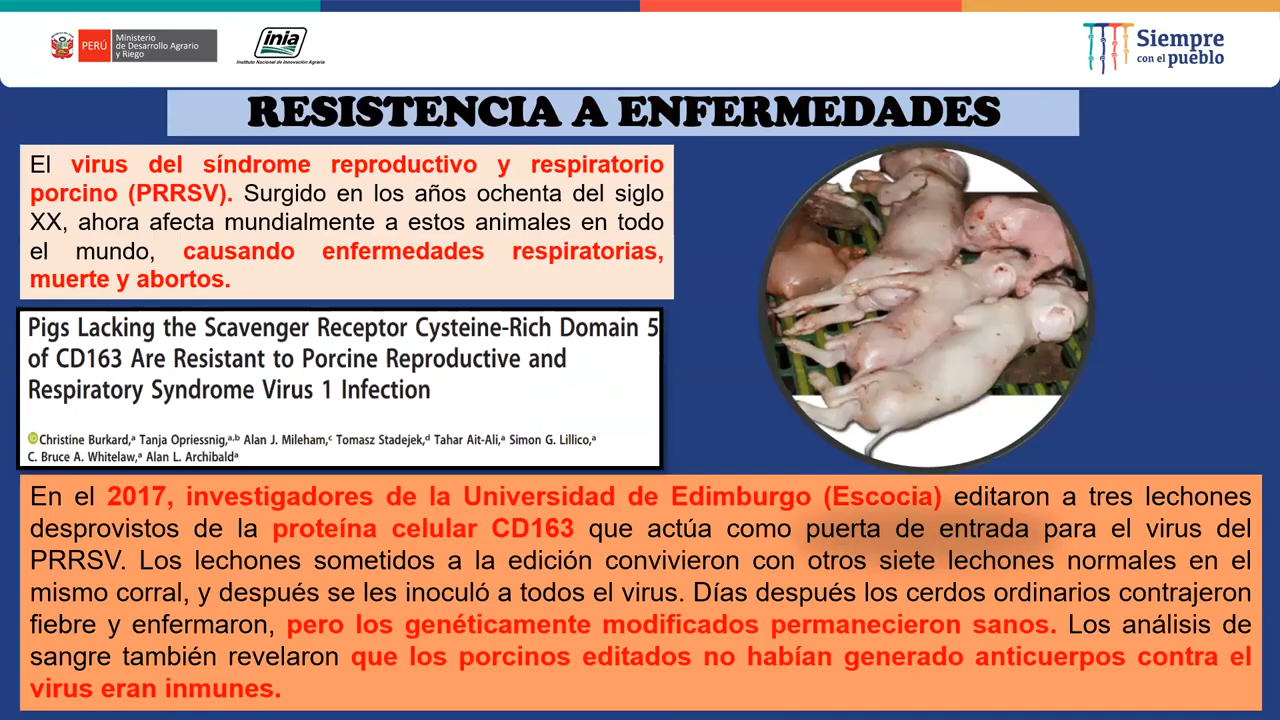 PERÚ
Ministerio
de Desarrollo Agrario
y Riego
inia
Instituto Nacional de Innovación Agraria
Siempre
con el pueblo
RESISTENCIA A ENFERMEDADES
El virus del síndrome reproductivo y respiratorio
porcino (PRRSV). Surgido en los años ochenta del siglo
XX, ahora afecta mundialmente a estos animales en todo
el mundo, causando enfermedades respiratorias,
muerte y abortos.
Pigs Lacking the Scavenger Receptor Cysteine-Rich Domain 5
of CD163 Are Resistant to Porcine Reproductive and
Respiratory Syndrome Virus 1 Infection
iD Christine Burkard,ᵃ Tanja Opriessnig,ᵃ,ᵇ Alan J. Mileham,ᶜ Tomasz Stadejek,ᵈ Tahar Ait-Ali,ᵃ Simon G. Lillico,ᵃ
C. Bruce A. Whitelaw,ᵃ Alan L. Archibaldᵃ
En el 2017, investigadores de la Universidad de Edimburgo (Escocia) editaron a tres lechones
desprovistos de la proteína celular CD163 que actúa como puerta de entrada para el virus del
PRRSV. Los lechones sometidos a la edición convivieron con otros siete lechones normales en el
mismo corral, y después se les inoculó a todos el virus. Días después los cerdos ordinarios contrajeron
fiebre y enfermaron, pero los genéticamente modificados permanecieron sanos. Los análisis de
sangre también revelaron que los porcinos editados no habían generado anticuerpos contra el
virus eran inmunes.